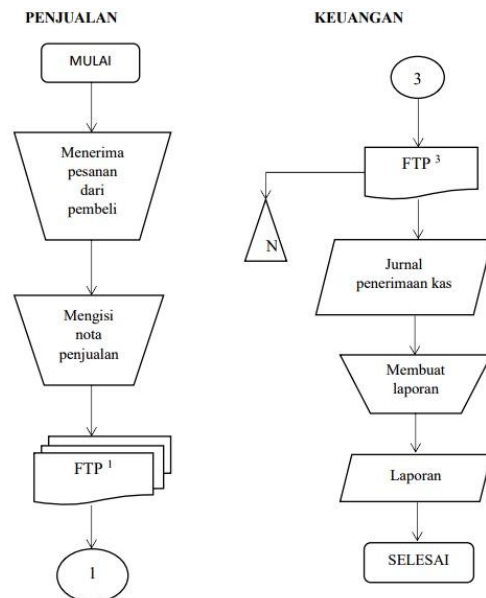 PENJUALAN
MULAI
Menerima
pesanan
dari
pembeli
Mengisi
nota
penjualan
FTP 1
1
KEUANGAN
3
FTP 3
N
Jurnal
penerimaan kas
Membuat
laporan
Laporan
SELESAI